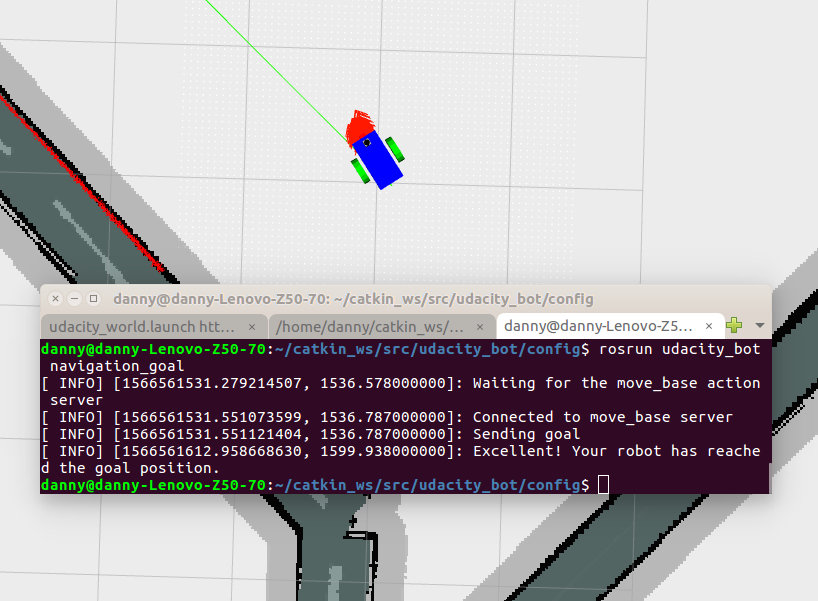 danny@danny-Lenovo-Z50-70: ~/catkin_ws/src/udacity_bot/config
udacity_world.launch htt... × /home/danny/catkin_ws/... × danny@danny-Lenovo-Z5... ×
danny@danny-Lenovo-Z50-70:~/catkin_ws/src/udacity_bot/config$ rosrun udacity_bot
navigation_goal
[ INFO] [1566561531.279214507, 1536.578000000]: Waiting for the move_base action
server
[ INFO] [1566561531.551073599, 1536.787000000]: Connected to move_base server
[ INFO] [1566561531.551121404, 1536.787000000]: Sending goal
[ INFO] [1566561612.958668630, 1599.938000000]: Excellent! Your robot has reache
d the goal position.
danny@danny-Lenovo-Z50-70:~/catkin_ws/src/udacity_bot/config$